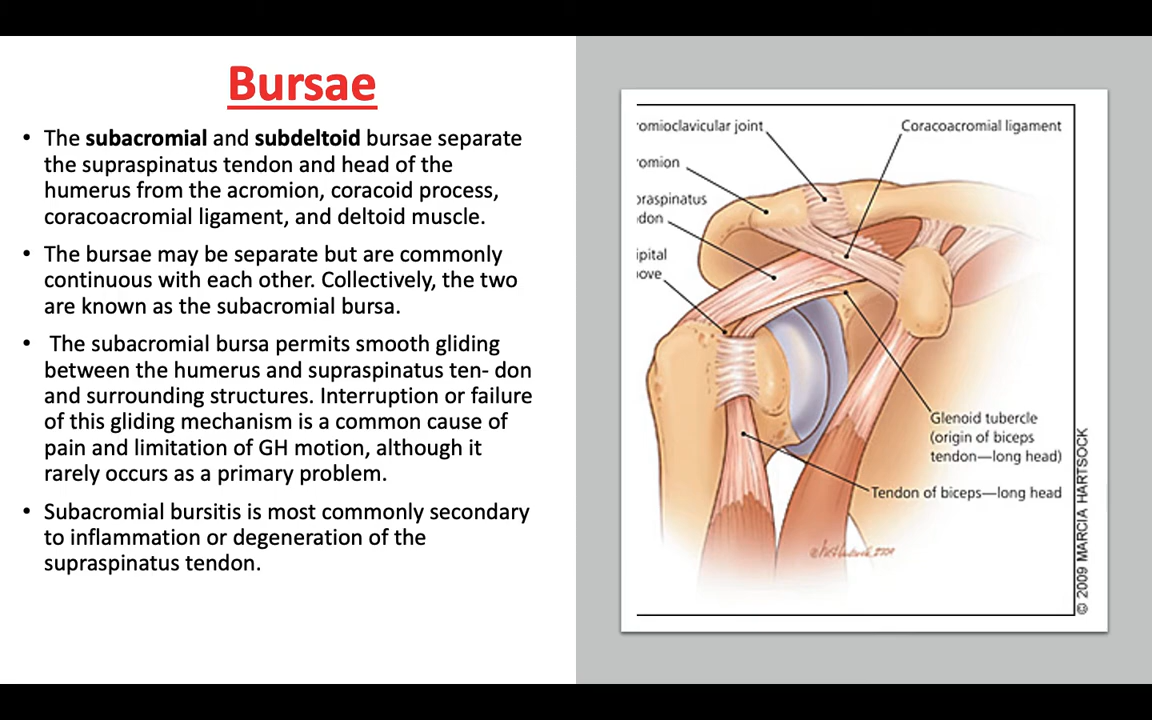 Bursae
• The subacromial and subdeltoid bursae separate
the supraspinatus tendon and head of the
humerus from the acromion, coracoid process,
coracoacromial ligament, and deltoid muscle.
• The bursae may be separate but are commonly
continuous with each other. Collectively, the two
are known as the subacromial bursa.
• The subacromial bursa permits smooth gliding
between the humerus and supraspinatus ten- don
and surrounding structures. Interruption or failure
of this gliding mechanism is a common cause of
pain and limitation of GH motion, although it
rarely occurs as a primary problem.
• Subacromial bursitis is most commonly secondary
to inflammation or degeneration of the
supraspinatus tendon.
romioclavicular joint
Coracoacromial ligament
romion
praspinatus
don
ipital
ove
Glenoid tubercle
(origin of biceps
tendon—long head)
Tendon of biceps—long head
© 2009 MARCIA HARTSOCK